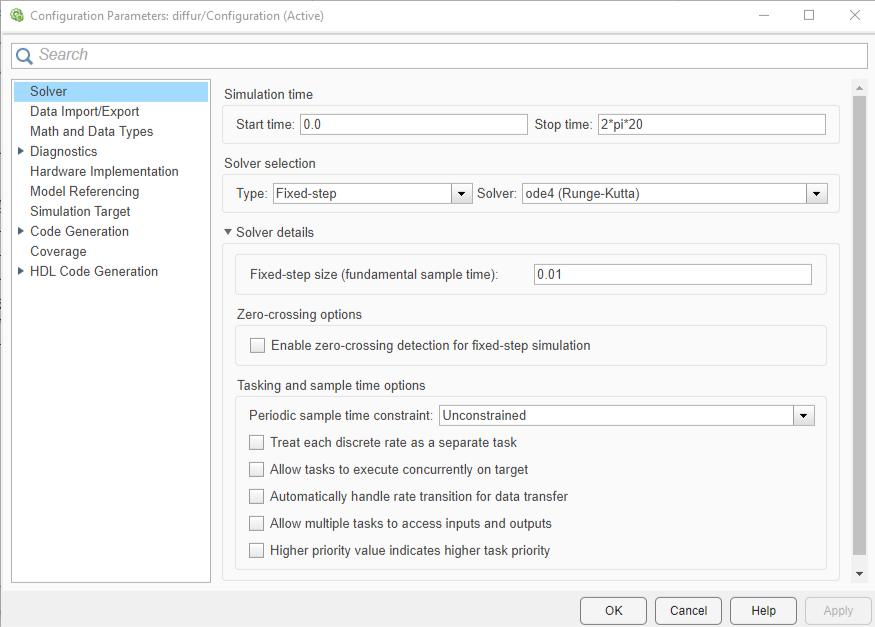 Configuration Parameters: diffur/Configuration (Active)
Search
Solver
Data Import/Export
Math and Data Types
Diagnostics
Hardware Implementation
Model Referencing
Simulation Target
Code Generation
Coverage
HDL Code Generation
Simulation time
Start time: 0.0 Stop time: 2*pi*20
Solver selection
Type: Fixed-step Solver: ode4 (Runge-Kutta)
Solver details
Fixed-step size (fundamental sample time): 0.01
Zero-crossing options
Enable zero-crossing detection for fixed-step simulation
Tasking and sample time options
Periodic sample time constraint: Unconstrained
Treat each discrete rate as a separate task
Allow tasks to execute concurrently on target
Automatically handle rate transition for data transfer
Allow multiple tasks to access inputs and outputs
Higher priority value indicates higher task priority
OK Cancel Help Apply